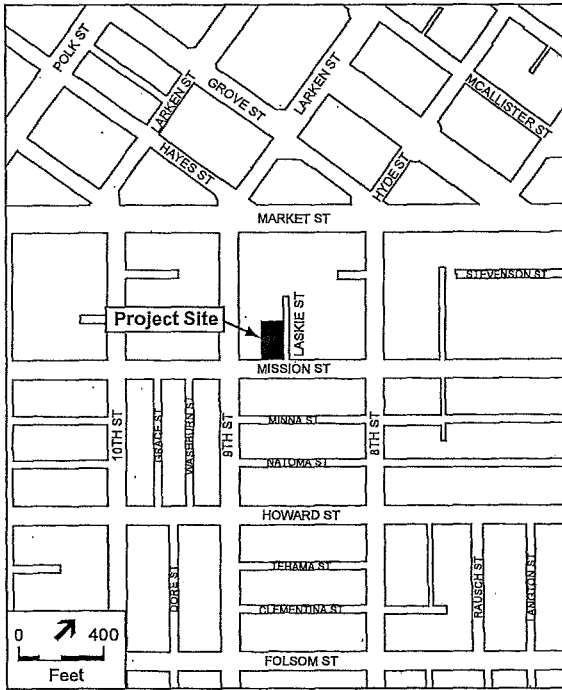 POLK ST
LARKEN ST
GROVE ST
LARKEN ST
MCALLISTER ST
HAYES ST
HYDE ST
MARKET ST
STEVENSON ST
LASKIE ST
Project Site
MISSION ST
10TH ST
GRACE ST
WASHBURN ST
9TH ST
MINNA ST
8TH ST
NATOMA ST
HOWARD ST
DORE ST
TEHAMA ST
RAUSCH ST
LANGTON ST
CLEMENTINA ST
0 400
Feet
FOLSOM ST